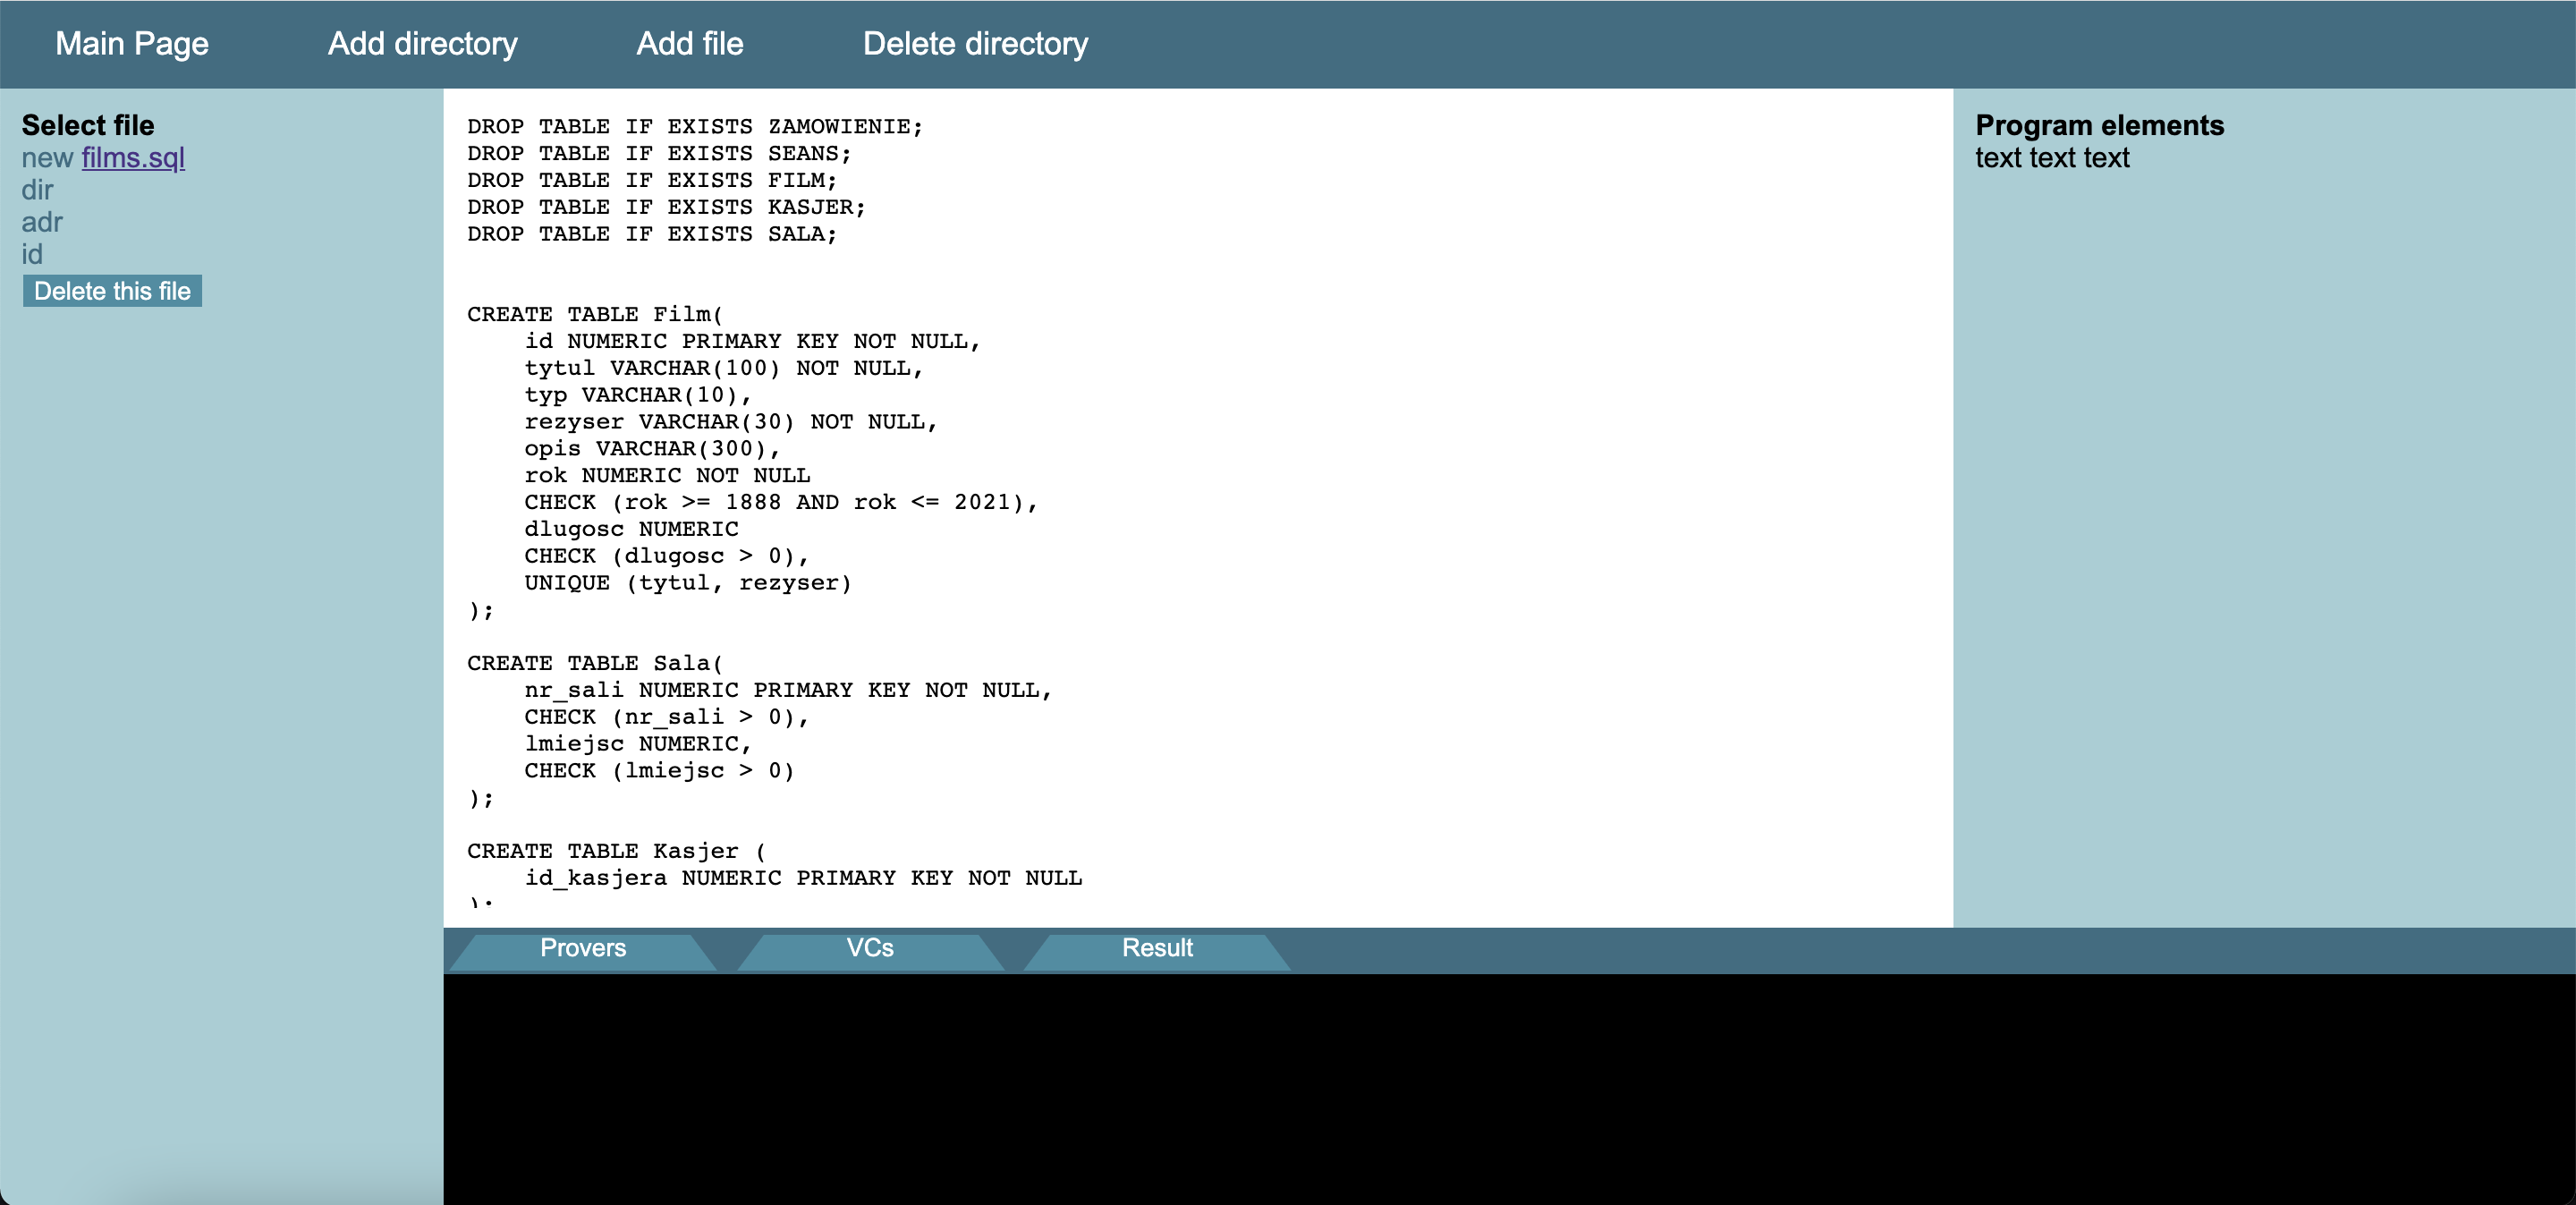 Main Page Add directory Add file Delete directory
Select file
new films.sql
dir
adr
id
Delete this file
DROP TABLE IF EXISTS ZAMOWIENIE;
DROP TABLE IF EXISTS SEANS;
DROP TABLE IF EXISTS FILM;
DROP TABLE IF EXISTS KASJER;
DROP TABLE IF EXISTS SALA;
CREATE TABLE Film(
    id NUMERIC PRIMARY KEY NOT NULL,
    tytul VARCHAR(100) NOT NULL,
    typ VARCHAR(10),
    rezyser VARCHAR(30) NOT NULL,
    opis VARCHAR(300),
    rok NUMERIC NOT NULL
    CHECK (rok >= 1888 AND rok <= 2021),
    dlugosc NUMERIC
    CHECK (dlugosc > 0),
    UNIQUE (tytul, rezyser)
);
CREATE TABLE Sala(
    nr_sali NUMERIC PRIMARY KEY NOT NULL,
    CHECK (nr_sali > 0),
    lmiejsc NUMERIC,
    CHECK (lmiejsc > 0)
);
CREATE TABLE Kasjer (
    id_kasjera NUMERIC PRIMARY KEY NOT NULL
);
Program elements
text text text
Provers VCs Result